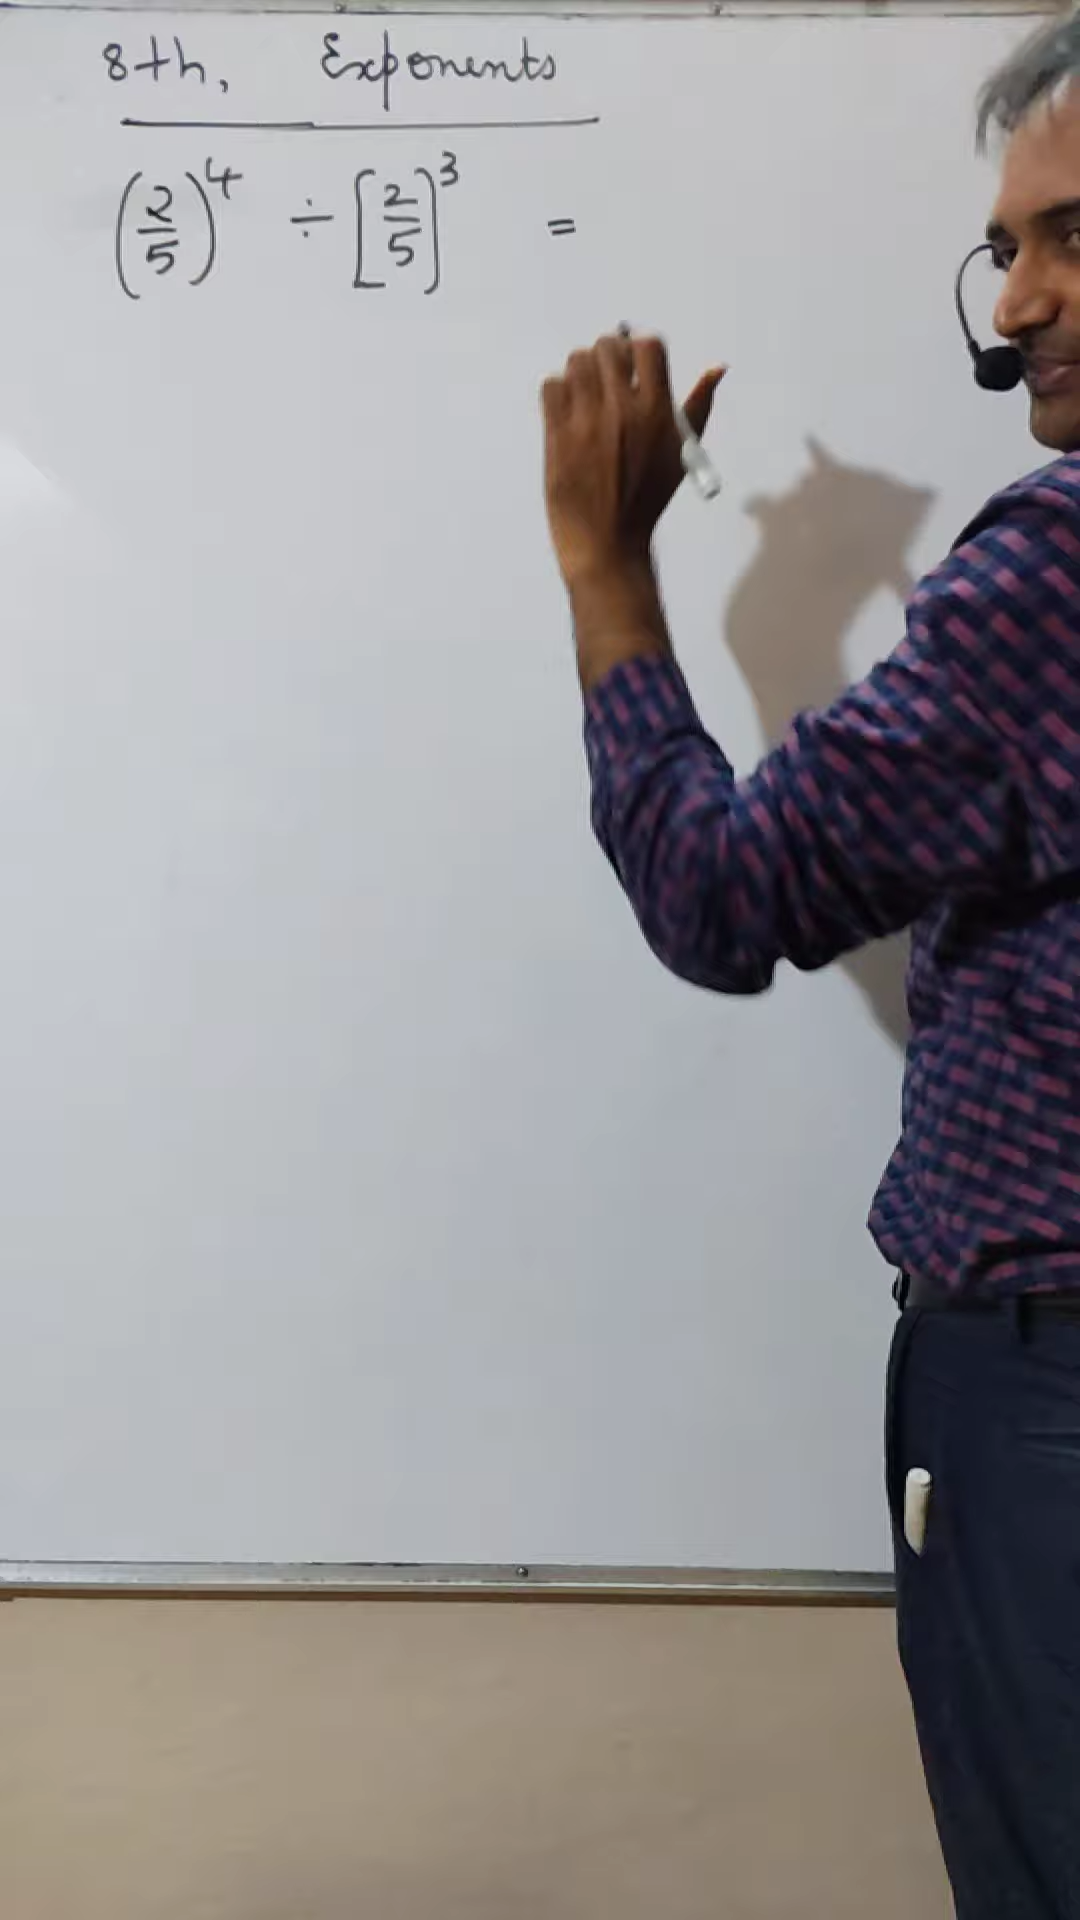 8th, Exponents
(2/5)^4 ÷ [2/5)^3 =